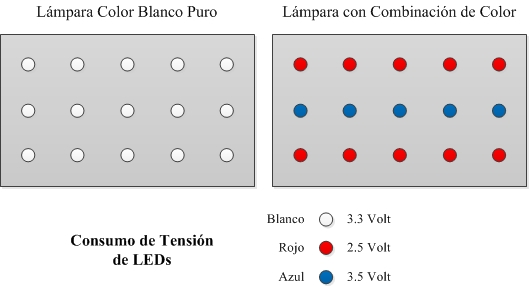 Lámpara Color Blanco Puro
Lámpara con Combinación de Color
Blanco 3.3 Volt
Consumo de Tensión
de LEDs
Rojo 2.5 Volt
Azul 3.5 Volt